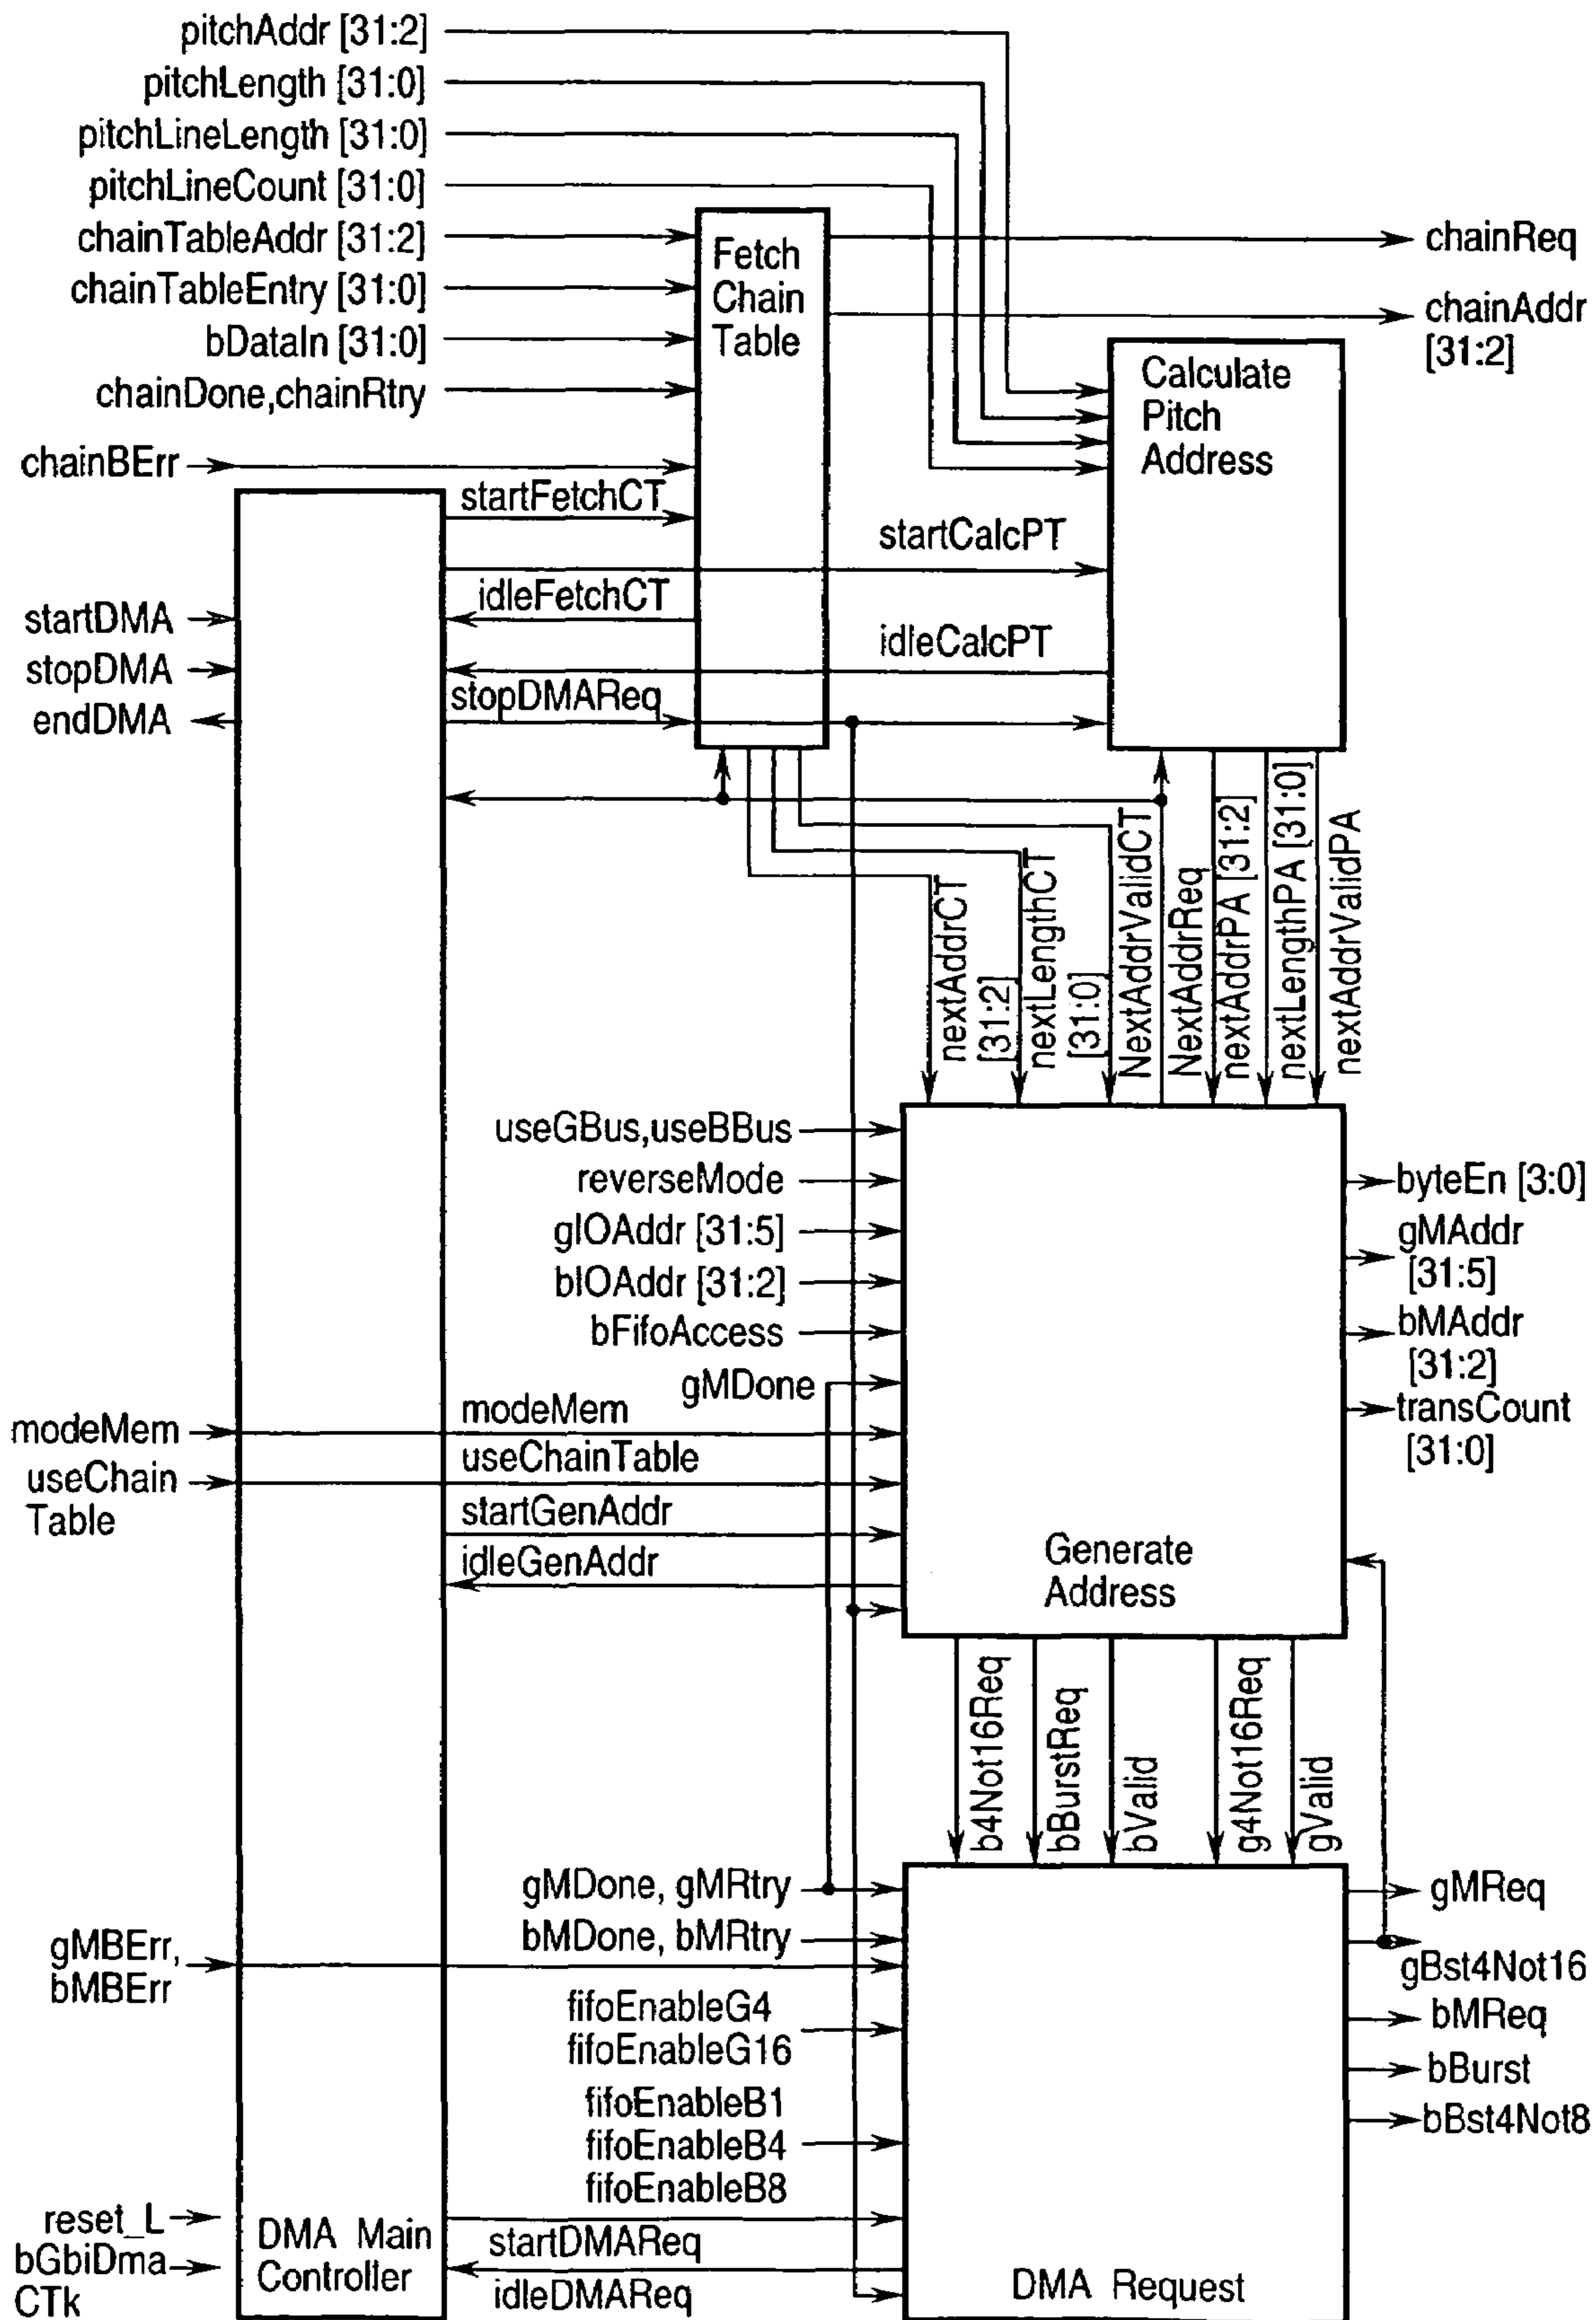 pitchAddr [31:2]
pitchLength [31:0]
pitchLineLength [31:0]
pitchLineCount [31:0]
chainTableAddr [31:2]
chainTableEntry [31:0]
bDataIn [31:0]
chainDone,chainRtry
chainBErr
Fetch
Chain
Table
chainReq
chainAddr
[31:2]
Calculate
Pitch
Address
startFetchCT
startCalcPT
idleFetchCT
idleCalcPT
stopDMAReq
startDMA
stopDMA
endDMA
nextAddrCT
[31:2]
nextLengthCT
[31:0]
NextAddrValidCT
NextAddrReq
nextAddrPA [31:2]
nextLengthPA [31:0]
nextAddrValidPA
useGBus,useBBus
reverseMode
gIOAddr [31:5]
bIOAddr [31:2]
bFifoAccess
gMDone
modeMem
modeMem
useChain
Table
useChainTable
startGenAddr
idleGenAddr
Generate
Address
byteEn [3:0]
gMAddr
[31:5]
bMAddr
[31:2]
transCount
[31:0]
b4Not16Req
bBurstReq
bValid
g4Not16Req
gValid
gMDone, gMRtry
bMDone, bMRtry
gMBErr,
bMBErr
fifoEnableG4
fifoEnableG16
fifoEnableB1
fifoEnableB4
fifoEnableB8
gMReq
gBst4Not16
bMReq
bBurst
bBst4Not8
reset_L
bGbiDma
CTk
DMA Main
Controller
startDMAReq
idleDMAReq
DMA Request